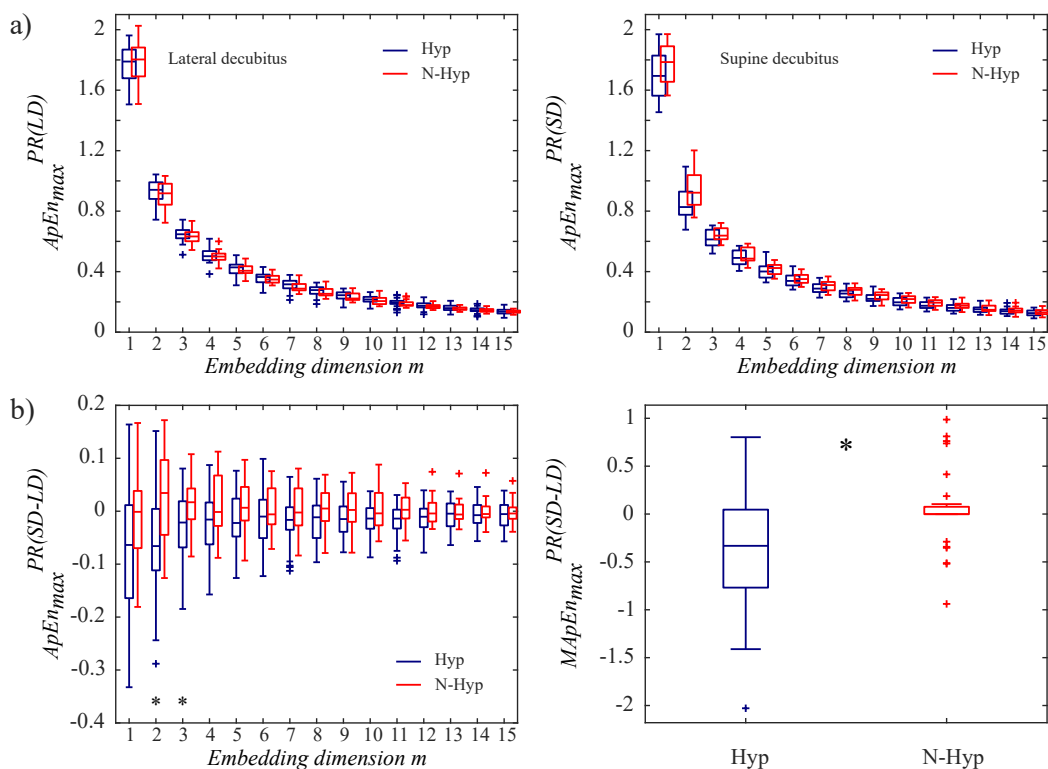 a)
2
1.6
1.2
0.8
0.4
0
ApEn_max^PR(LD)
Lateral decubitus
Hyp
N-Hyp
1 2 3 4 5 6 7 8 9 10 11 12 13 14 15
Embedding dimension m
2
1.6
1.2
0.8
0.4
0
ApEn_max^PR(SD)
Supine decubitus
Hyp
N-Hyp
1 2 3 4 5 6 7 8 9 10 11 12 13 14 15
Embedding dimension m
b)
0.2
0.1
0
-0.1
-0.2
-0.3
-0.4
ApEn_max^PR(SD-LD)
Hyp
N-Hyp
* *
1 2 3 4 5 6 7 8 9 10 11 12 13 14 15
Embedding dimension m
1
0.5
0
-0.5
-1
-1.5
-2
MApEn_max^PR(SD-LD)
*
Hyp N-Hyp